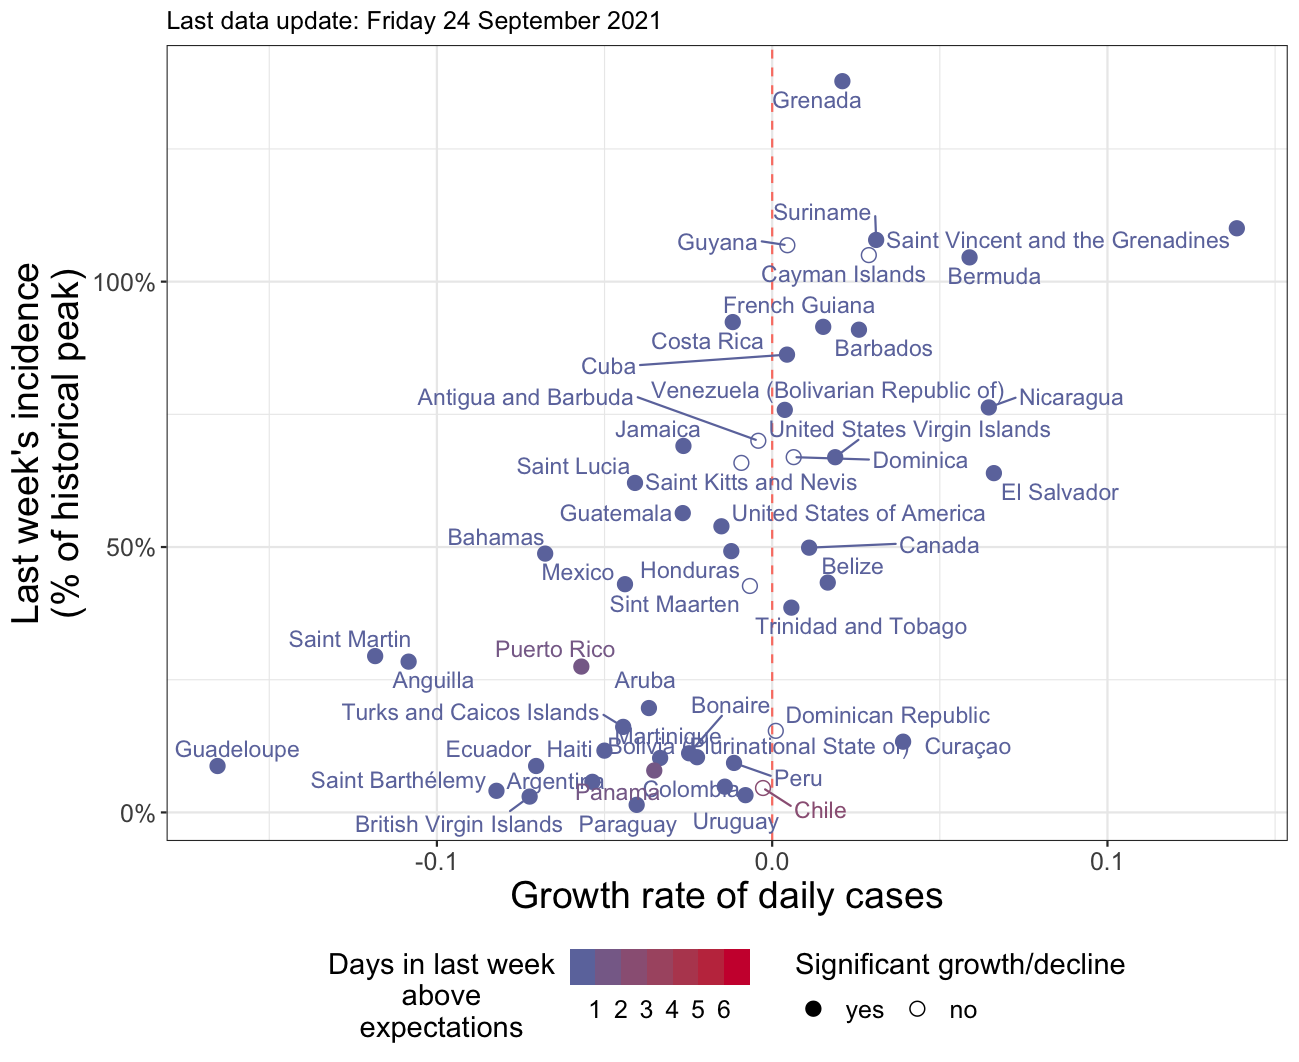 Last data update: Friday 24 September 2021
Last week's incidence
(% of historical peak)
100%
50%
0%
Grenada
Suriname
Guyana
Saint Vincent and the Grenadines
Cayman Islands
Bermuda
French Guiana
Costa Rica
Barbados
Cuba
Venezuela (Bolivarian Republic of)
Antigua and Barbuda
Nicaragua
Jamaica
United States Virgin Islands
Saint Lucia
Dominica
Saint Kitts and Nevis
El Salvador
Guatemala
United States of America
Bahamas
Canada
Mexico
Honduras
Belize
Sint Maarten
Trinidad and Tobago
Saint Martin
Puerto Rico
Anguilla
Aruba
Turks and Caicos Islands
Bonaire
Dominican Republic
Martinique
Guadeloupe
Ecuador
Haiti
Bolivia (Plurinational State of)
Curaçao
Saint Barthélemy
Argentina
Panama
Colombia
Peru
Chile
British Virgin Islands
Paraguay
Uruguay
-0.1
0.0
0.1
Growth rate of daily cases
Days in last week
above
expectations
1 2 3 4 5 6
Significant growth/decline
yes
no